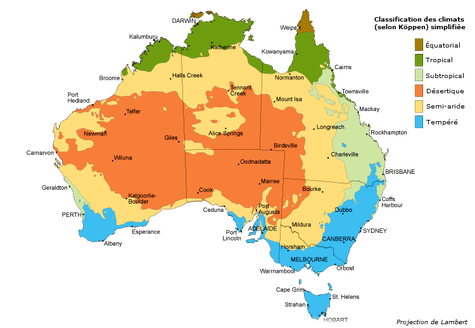 Classification des climats
(selon Köppen) simplifiée
Équatorial
Tropical
Subtropical
Désertique
Semi-aride
Tempéré
DARWIN
Weipa
Kalumburu
Katherine
Kowanyama
Cairns
Broome
Halls Creek
Normanton
Townsville
Port
Hedland
Tennant
Creek
Mount Isa
Mackay
Telfer
Newman
Alice Springs
Longreach
Rockhampton
Giles
Carnarvon
Wiluna
Birdsville
Charleville
Oodnadatta
BRISBANE
Geraldton
Marree
Kalgoorlie-
Boulder
Cook
Bourke
Coffs
Harbour
PERTH
Ceduna
Port
Augusta
Dubbo
Esperance
Albany
Port
Lincoln
ADELAIDE
Mildura
SYDNEY
CANBERRA
Horsham
MELBOURNE
Warrnambool
Orbost
Cape Grim
St. Helens
Strahan
HOBART
Projection de Lambert